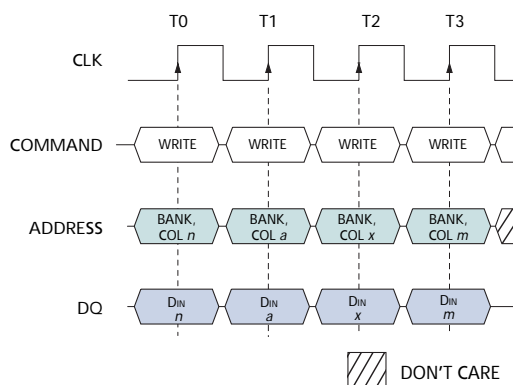 T0 T1 T2 T3
CLK
COMMAND WRITE WRITE WRITE WRITE
BANK, BANK, BANK, BANK,
ADDRESS COL n COL a COL x COL m
DIN DIN DIN DIN
DQ n a x m
DON'T CARE